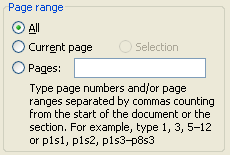 Page range
All
Current page Selection
Pages:
Type page numbers and/or page
ranges separated by commas counting
from the start of the document or the
section. For example, type 1, 3, 5–12
or p1s1, p1s2, p1s3–p8s3